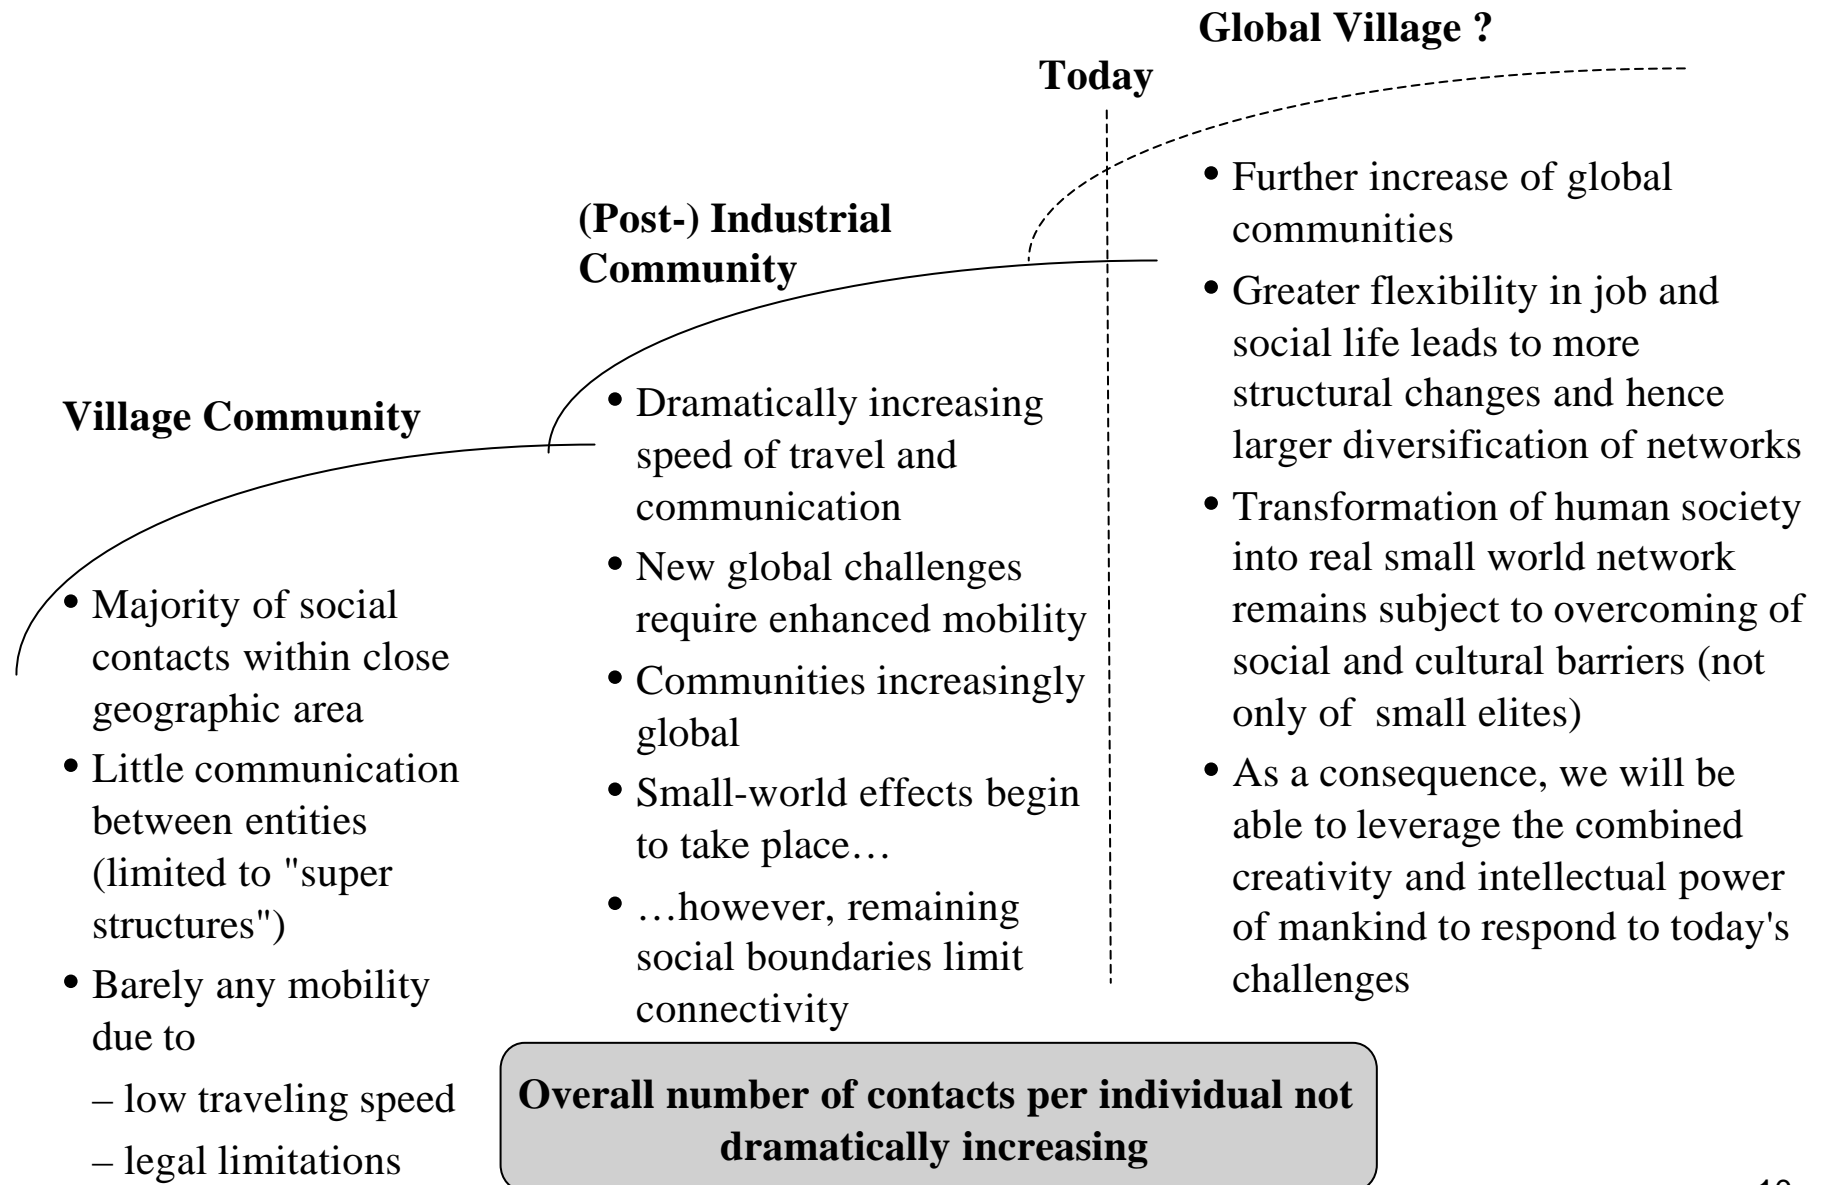 Global Village ?
Today
(Post-) Industrial
Community
Village Community
• Majority of social
contacts within close
geographic area
• Little communication
between entities
(limited to "super
structures")
• Barely any mobility
due to
– low traveling speed
– legal limitations
• Dramatically increasing
speed of travel and
communication
• New global challenges
require enhanced mobility
• Communities increasingly
global
• Small-world effects begin
to take place…
• …however, remaining
social boundaries limit
connectivity
• Further increase of global
communities
• Greater flexibility in job and
social life leads to more
structural changes and hence
larger diversification of networks
• Transformation of human society
into real small world network
remains subject to overcoming of
social and cultural barriers (not
only of  small elites)
• As a consequence, we will be
able to leverage the combined
creativity and intellectual power
of mankind to respond to today's
challenges
Overall number of contacts per individual not
dramatically increasing